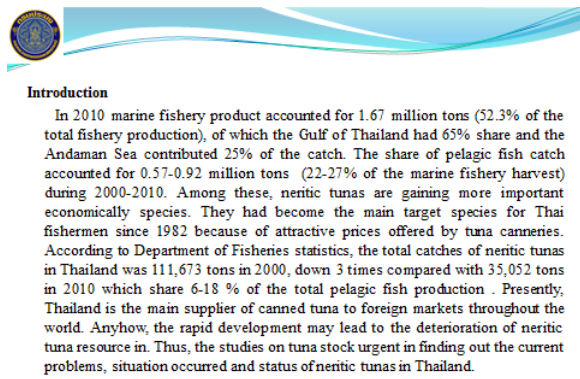 Introduction
In 2010 marine fishery product accounted for 1.67 million tons (52.3% of the
total fishery production), of which the Gulf of Thailand had 65% share and the
Andaman Sea contributed 25% of the catch. The share of pelagic fish catch
accounted for 0.57-0.92 million tons (22-27% of the marine fishery harvest)
during 2000-2010. Among these, neritic tunas are gaining more important
economically species. They had become the main target species for Thai
fishermen since 1982 because of attractive prices offered by tuna canneries.
According to Department of Fisheries statistics, the total catches of neritic tunas
in Thailand was 111,673 tons in 2000, down 3 times compared with 35,052 tons
in 2010 which share 6-18 % of the total pelagic fish production . Presently,
Thailand is the main supplier of canned tuna to foreign markets throughout the
world. Anyhow, the rapid development may lead to the deterioration of neritic
tuna resource in. Thus, the studies on tuna stock urgent in finding out the current
problems, situation occurred and status of neritic tunas in Thailand.